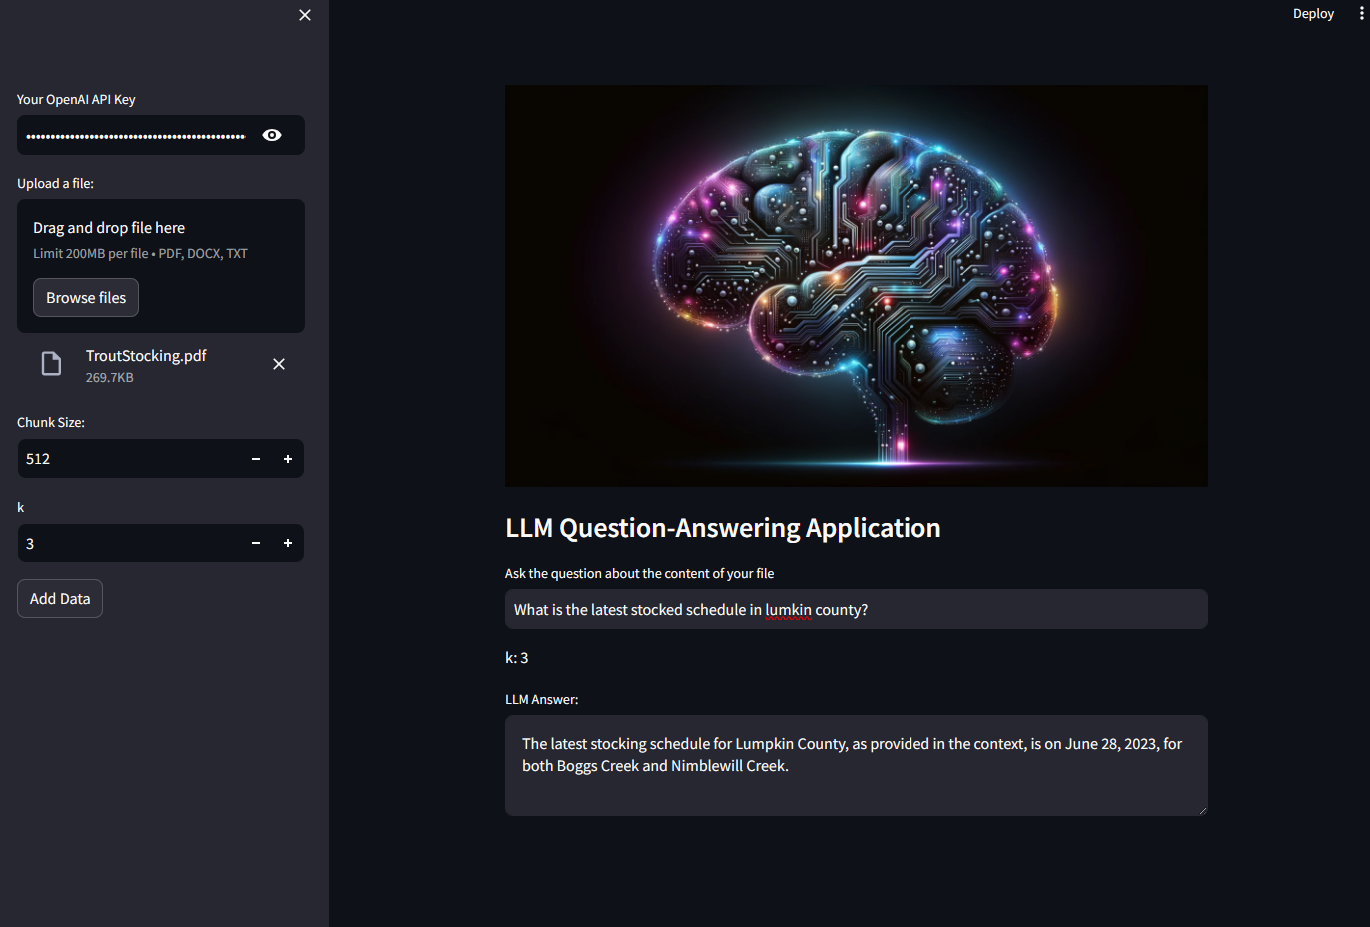 Deploy
Your OpenAI API Key
Upload a file:
Drag and drop file here
Limit 200MB per file • PDF, DOCX, TXT
Browse files
TroutStocking.pdf
269.7KB
Chunk Size:
512
k
3
Add Data
LLM Question-Answering Application
Ask the question about the content of your file
What is the latest stocked schedule in lumkin county?
k: 3
LLM Answer:
The latest stocking schedule for Lumpkin County, as provided in the context, is on June 28, 2023, for
both Boggs Creek and Nimblewill Creek.